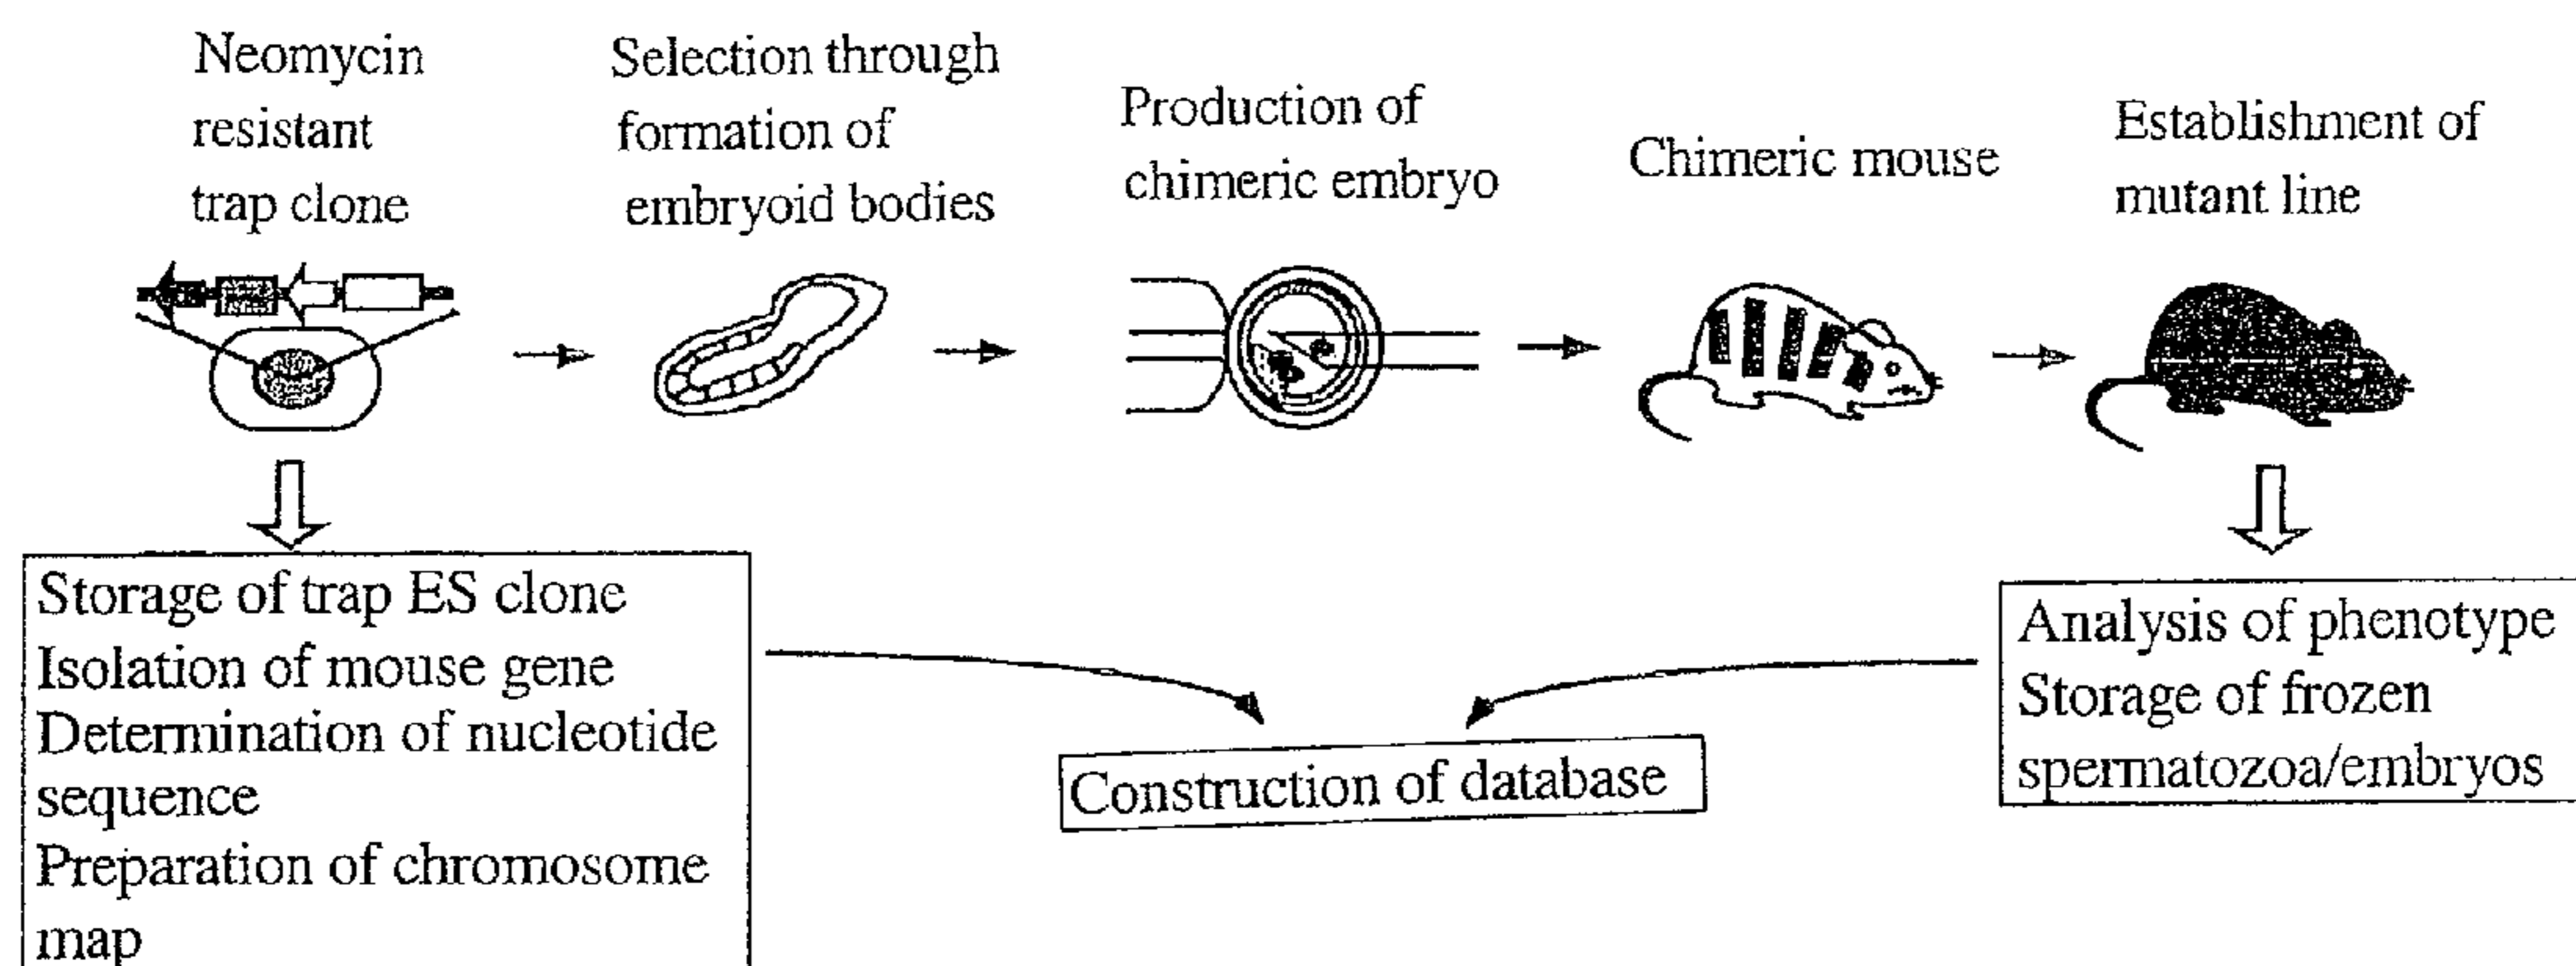 Neomycin
resistant
trap clone
Selection through
formation of
embryoid bodies
Production of
chimeric embryo
Chimeric mouse
Establishment of
mutant line
Storage of trap ES clone
Isolation of mouse gene
Determination of nucleotide
sequence
Preparation of chromosome
map
Construction of database
Analysis of phenotype
Storage of frozen
spermatozoa/embryos